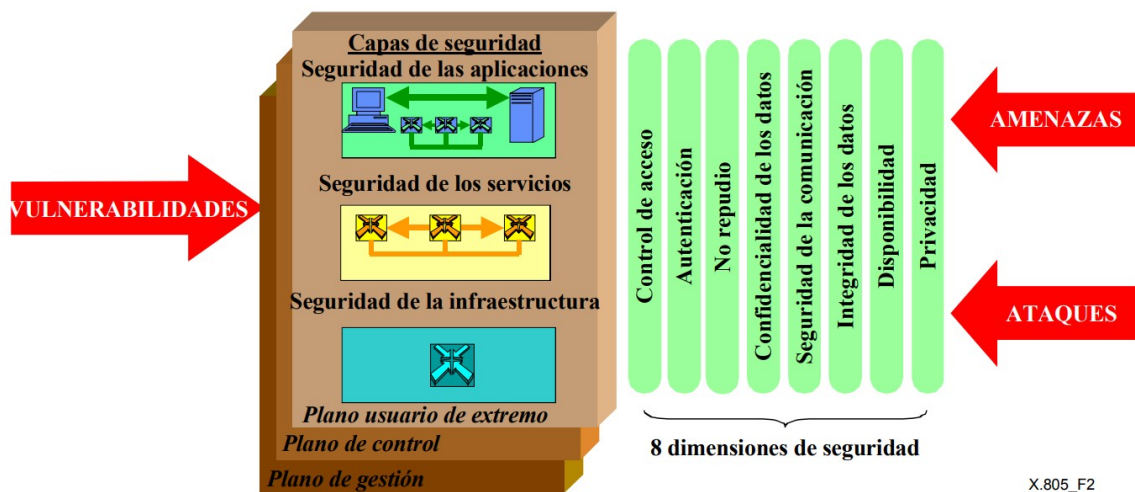 Capas de seguridad
Seguridad de las aplicaciones
Seguridad de los servicios
Seguridad de la infraestructura
Plano usuario de extremo
Plano de control
Plano de gestión
VULNERABILIDADES
Control de acceso
Autenticación
No repudio
Confidencialidad de los datos
Seguridad de la comunicación
Integridad de los datos
Disponibilidad
Privacidad
8 dimensiones de seguridad
AMENAZAS
ATAQUES
X.805_F2